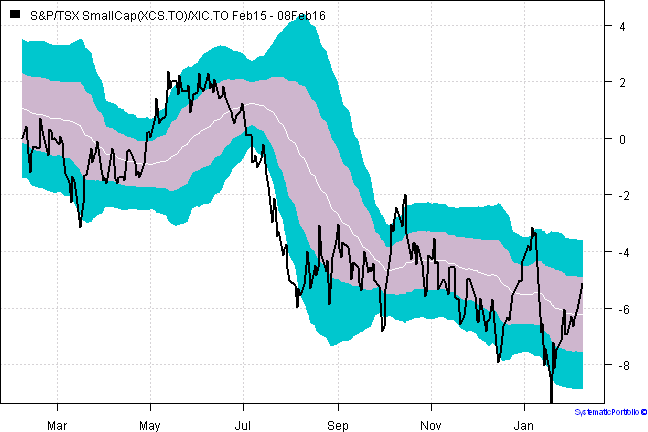 S&P/TSX SmallCap(XCS.TO)/XIC.TO Feb15 - 08Feb16
4
2
0
-2
-4
-6
-8
Mar May Jul Sep Nov Jan
SystematicPortfolio ©